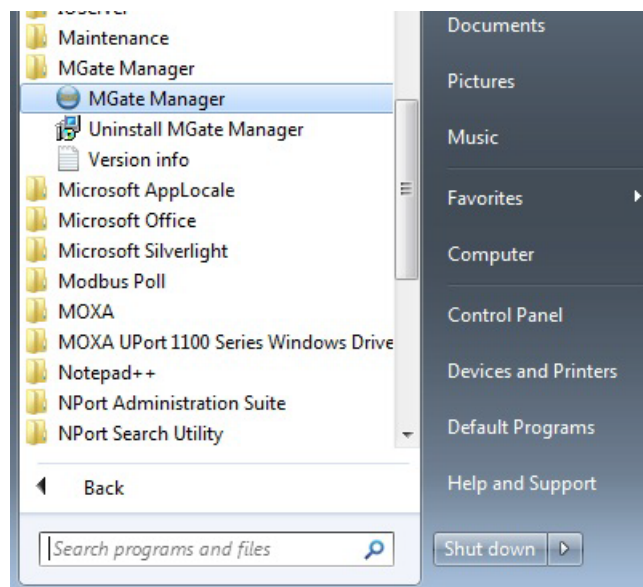 IOServer
Maintenance
MGate Manager
MGate Manager
Uninstall MGate Manager
Version info
Microsoft AppLocale
Microsoft Office
Microsoft Silverlight
Modbus Poll
MOXA
MOXA UPort 1100 Series Windows Drive
Notepad++
NPort Administration Suite
NPort Search Utility
Back
Search programs and files
Documents
Pictures
Music
Favorites
Computer
Control Panel
Devices and Printers
Default Programs
Help and Support
Shut down